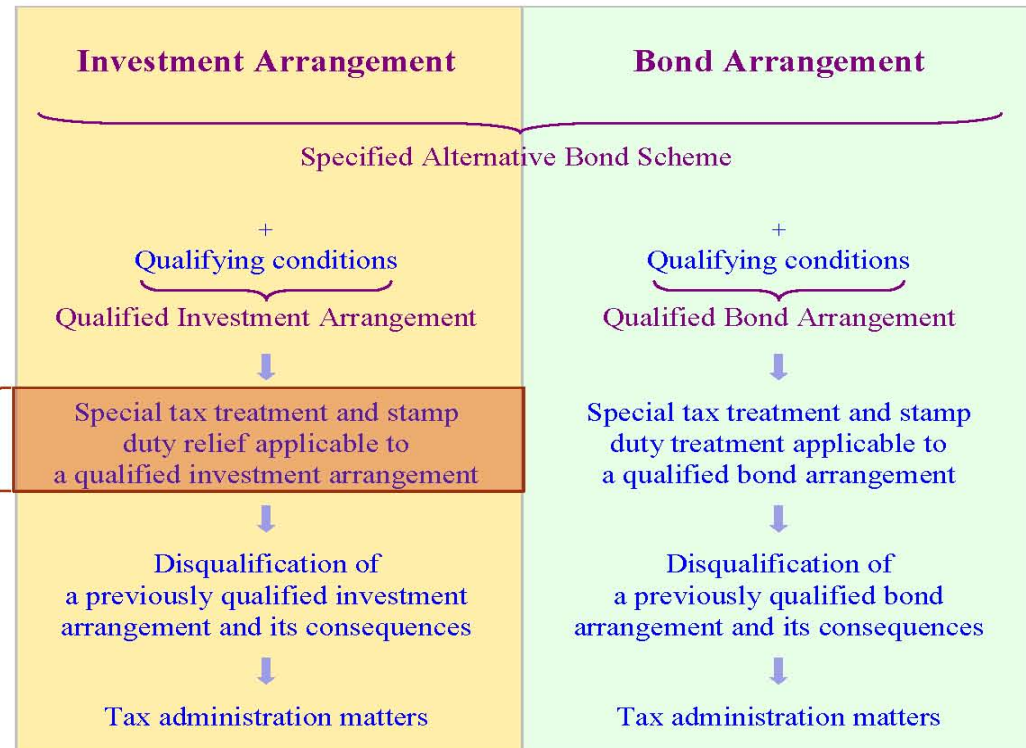 Investment Arrangement
Bond Arrangement
Specified Alternative Bond Scheme
+
Qualifying conditions
Qualified Investment Arrangement
Special tax treatment and stamp
duty relief applicable to
a qualified investment arrangement
Disqualification of
a previously qualified investment
arrangement and its consequences
Tax administration matters
+
Qualifying conditions
Qualified Bond Arrangement
Special tax treatment and stamp
duty treatment applicable to
a qualified bond arrangement
Disqualification of
a previously qualified bond
arrangement and its consequences
Tax administration matters